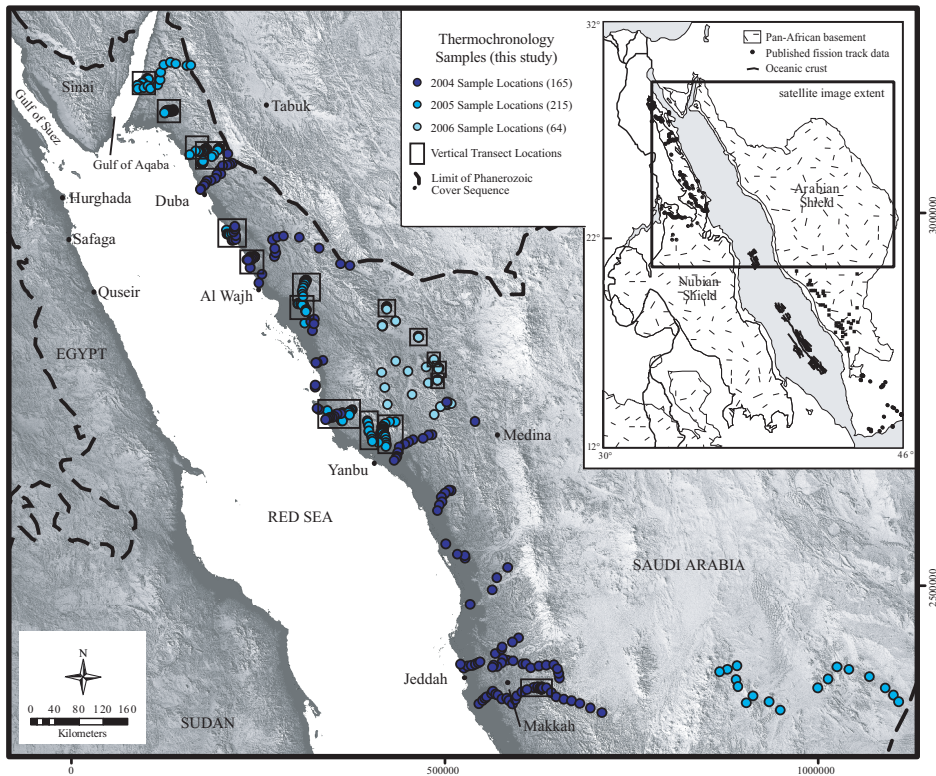 Thermochronology
Samples (this study)
2004 Sample Locations (165)
2005 Sample Locations (215)
2006 Sample Locations (64)
Vertical Transect Locations
Limit of Phanerozoic
Cover Sequence
32°
22°
12°
30°
46°
Pan-African basement
Published fission track data
Oceanic crust
satellite image extent
Arabian
Shield
Nubian
Shield
Sinai
Gulf of Suez
Gulf of Aqaba
Tabuk
Hurghada
Duba
Safaga
Quseir
Al Wajh
EGYPT
Medina
Yanbu
RED SEA
SAUDI ARABIA
Jeddah
Makkah
SUDAN
N
0 40 80 120 160
Kilometers
3000000
2500000
0
500000
1000000